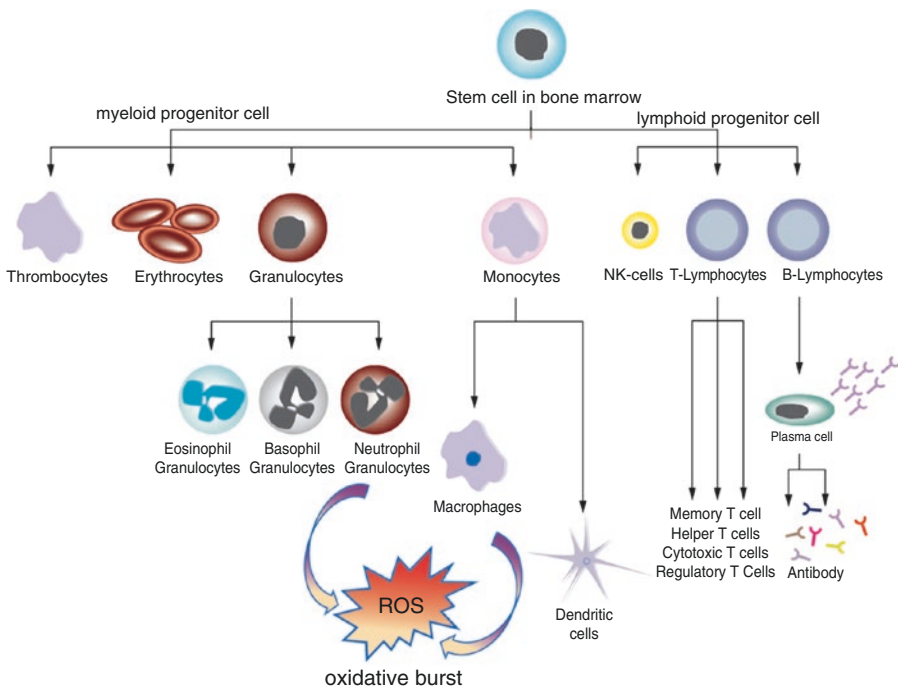 Stem cell in bone marrow
myeloid progenitor cell
lymphoid progenitor cell
Thrombocytes
Erythrocytes
Granulocytes
Monocytes
NK-cells
T-Lymphocytes
B-Lymphocytes
Eosinophil
Granulocytes
Basophil
Granulocytes
Neutrophil
Granulocytes
Macrophages
Plasma cell
Memory T cell
Helper T cells
Cytotoxic T cells
Regulatory T Cells
Antibody
Dendritic
cells
ROS
oxidative burst